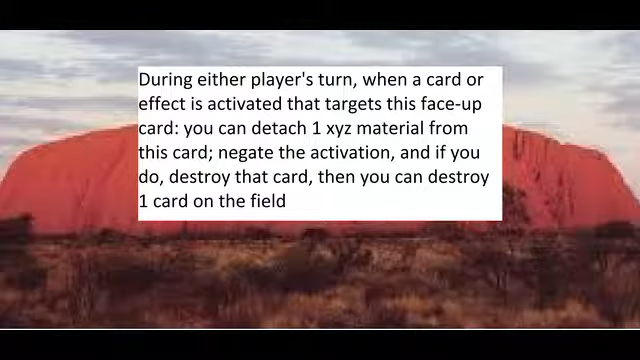 During either player's turn, when a card or
effect is activated that targets this face-up
card: you can detach 1 xyz material from
this card; negate the activation, and if you
do, destroy that card, then you can destroy
1 card on the field